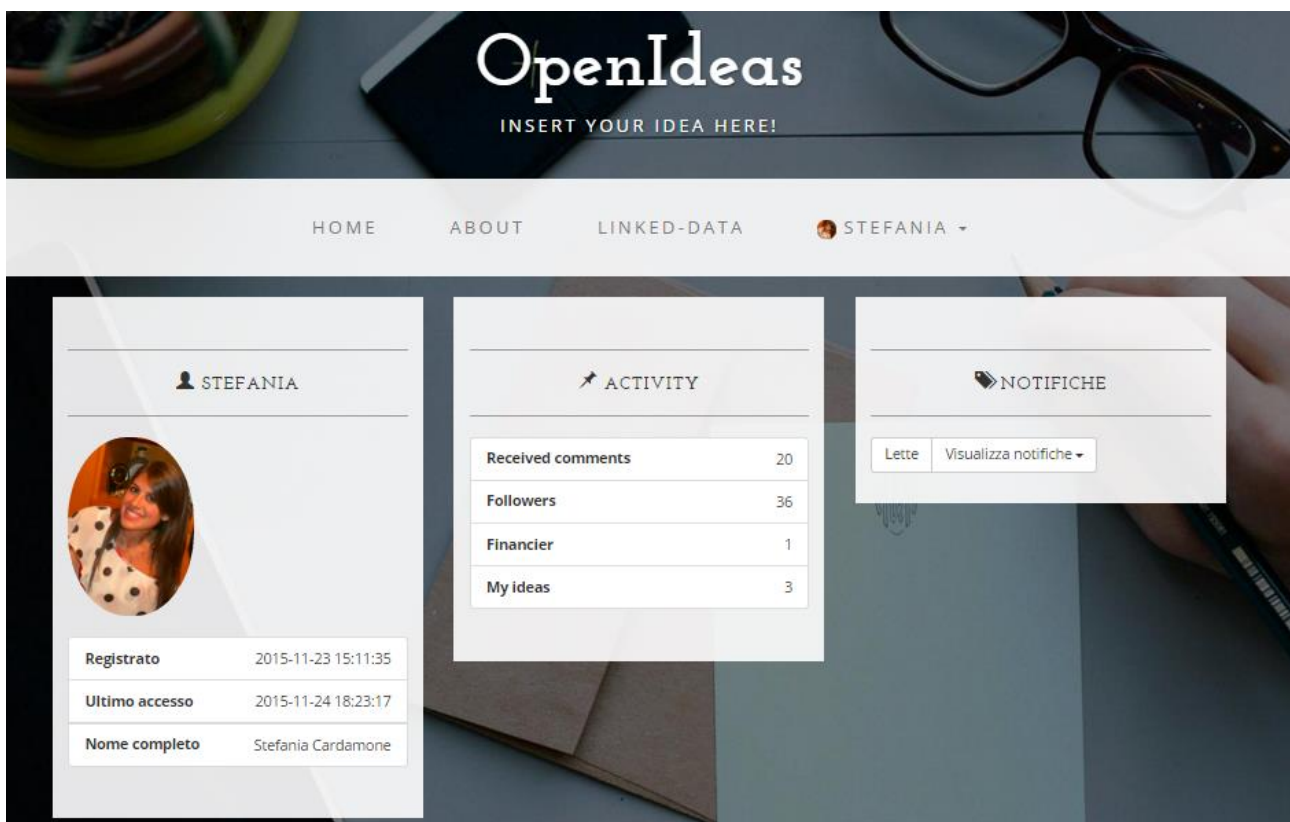 OpenIdeas
INSERT YOUR IDEA HERE!
HOME ABOUT LINKED-DATA STEFANIA
STEFANIA
Registrato 2015-11-23 15:11:35
Ultimo accesso 2015-11-24 18:23:17
Nome completo Stefania Cardamone
ACTIVITY
Received comments 20
Followers 36
Financier 1
My ideas 3
NOTIFICHE
Lette Visualizza notifiche